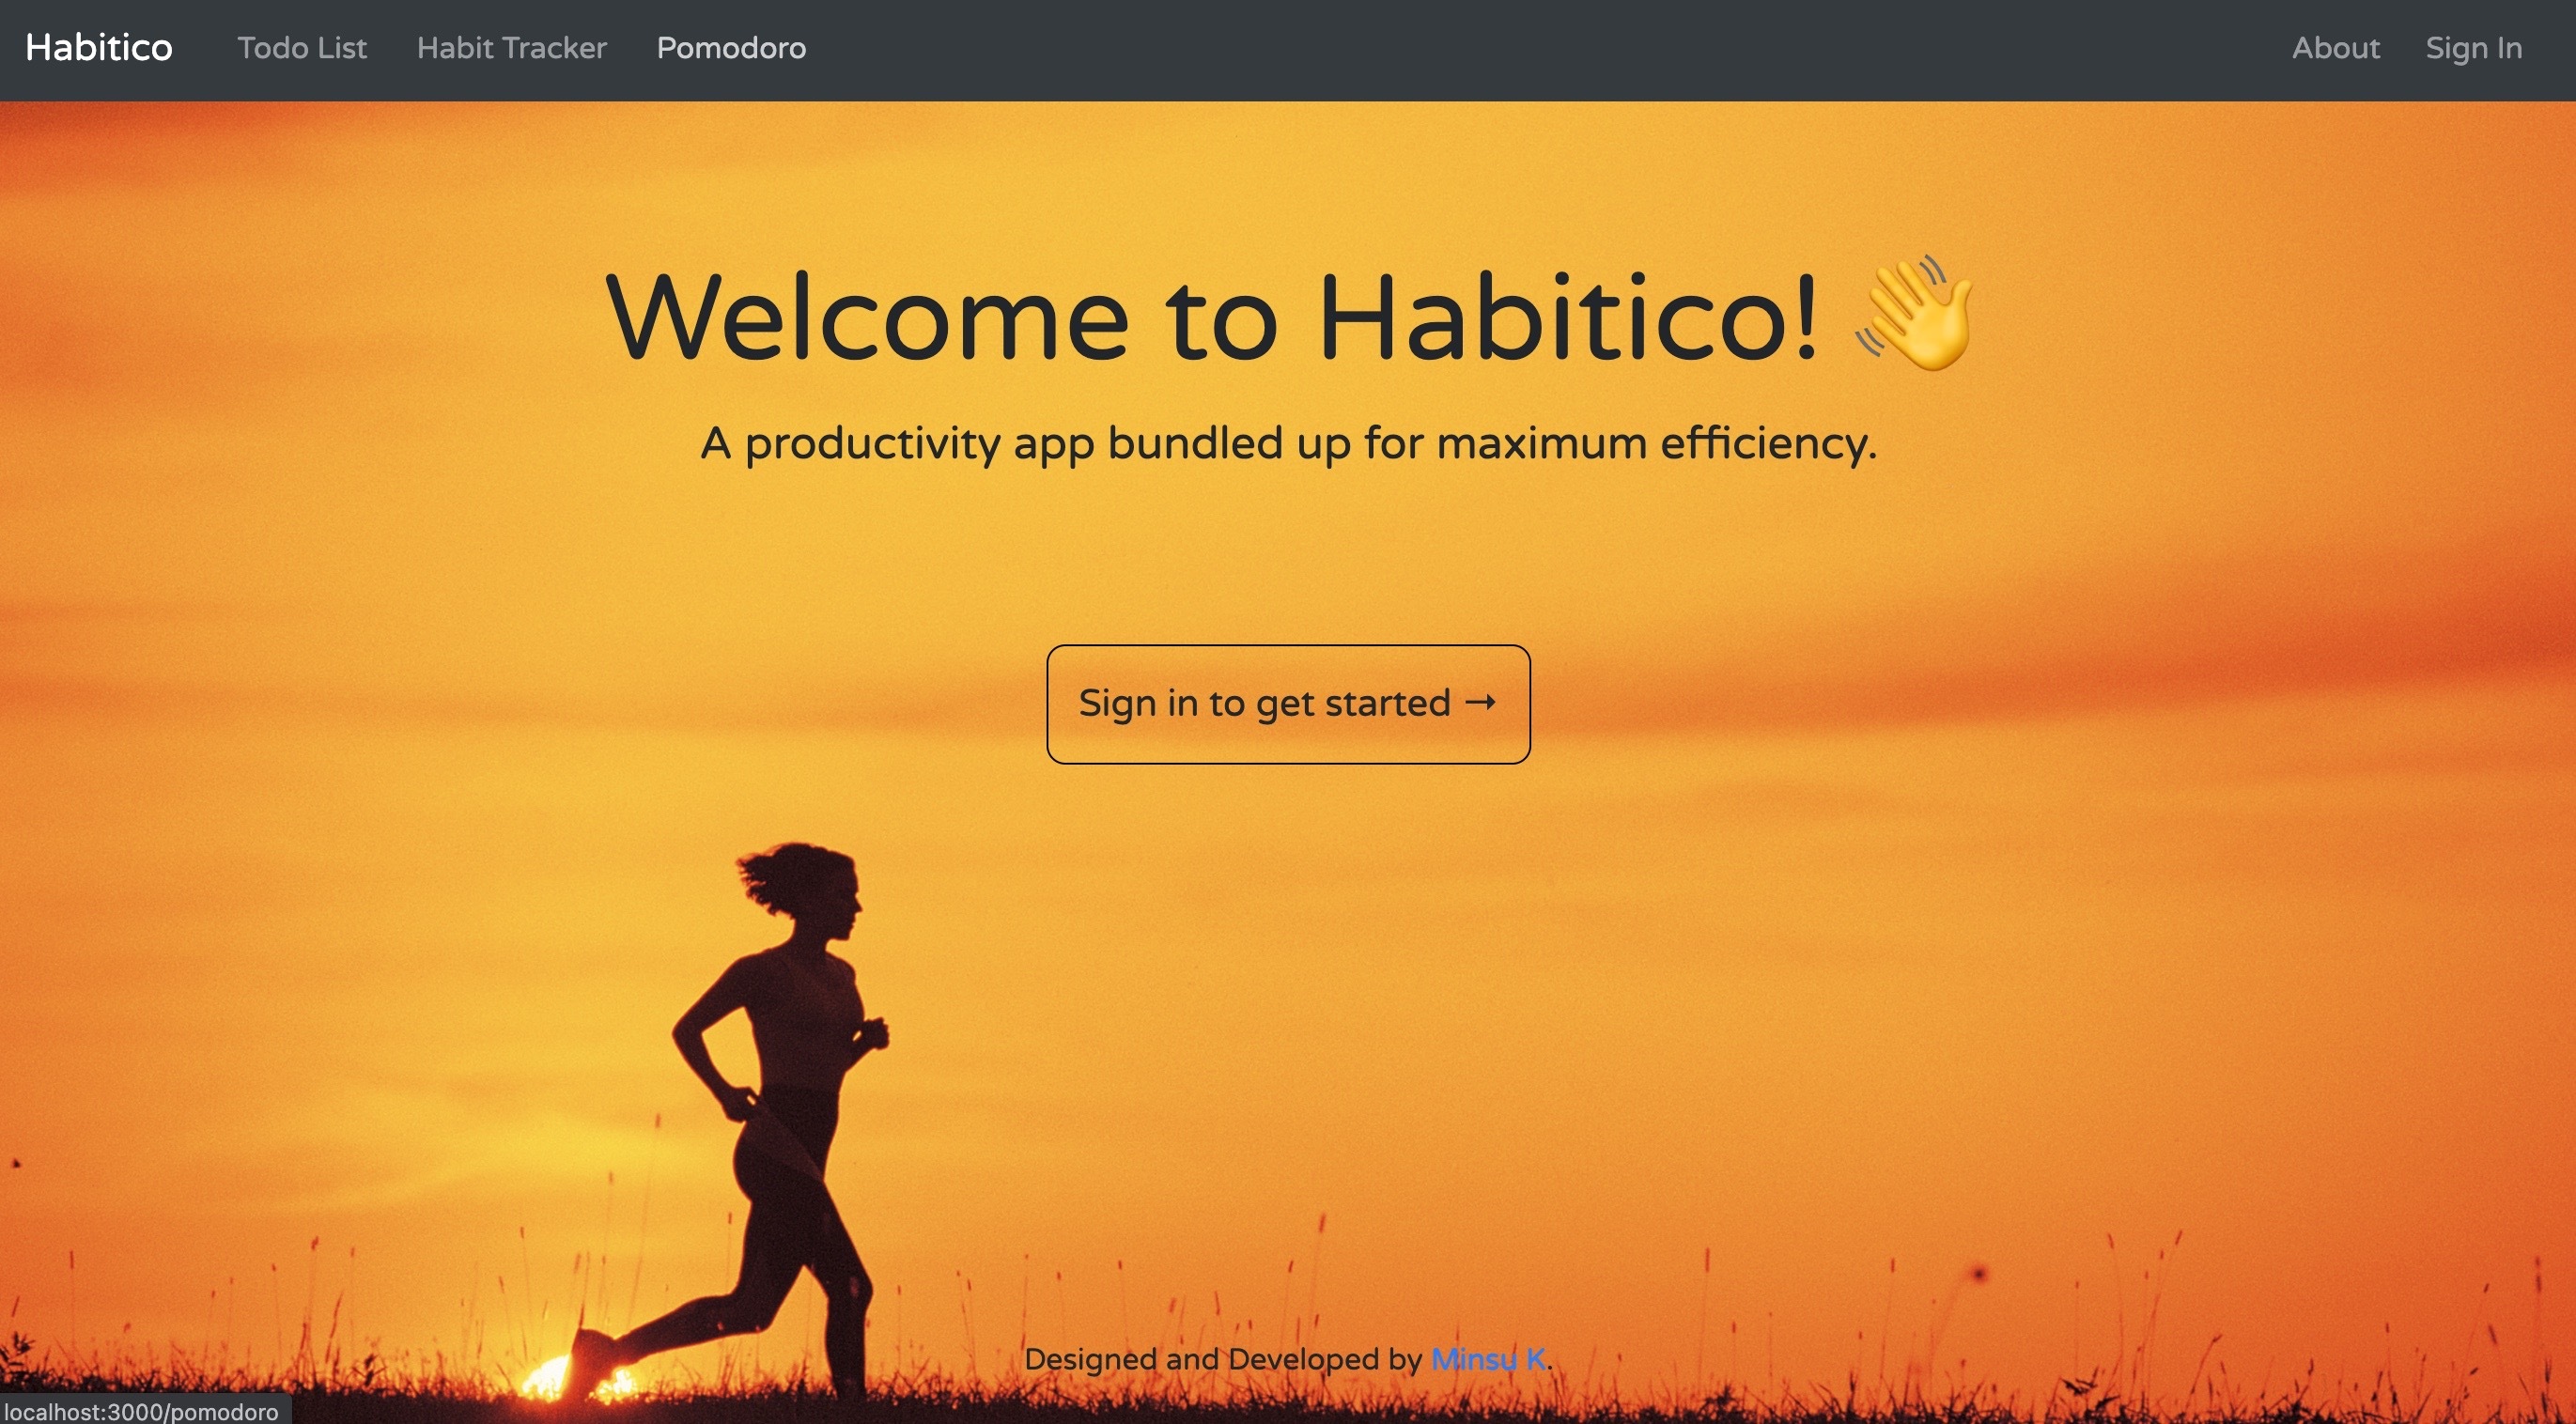 Habitico Todo List Habit Tracker Pomodoro About Sign In
Welcome to Habitico! 👋
A productivity app bundled up for maximum efficiency.
Sign in to get started →
Designed and Developed by Minsu K.
localhost:3000/pomodoro